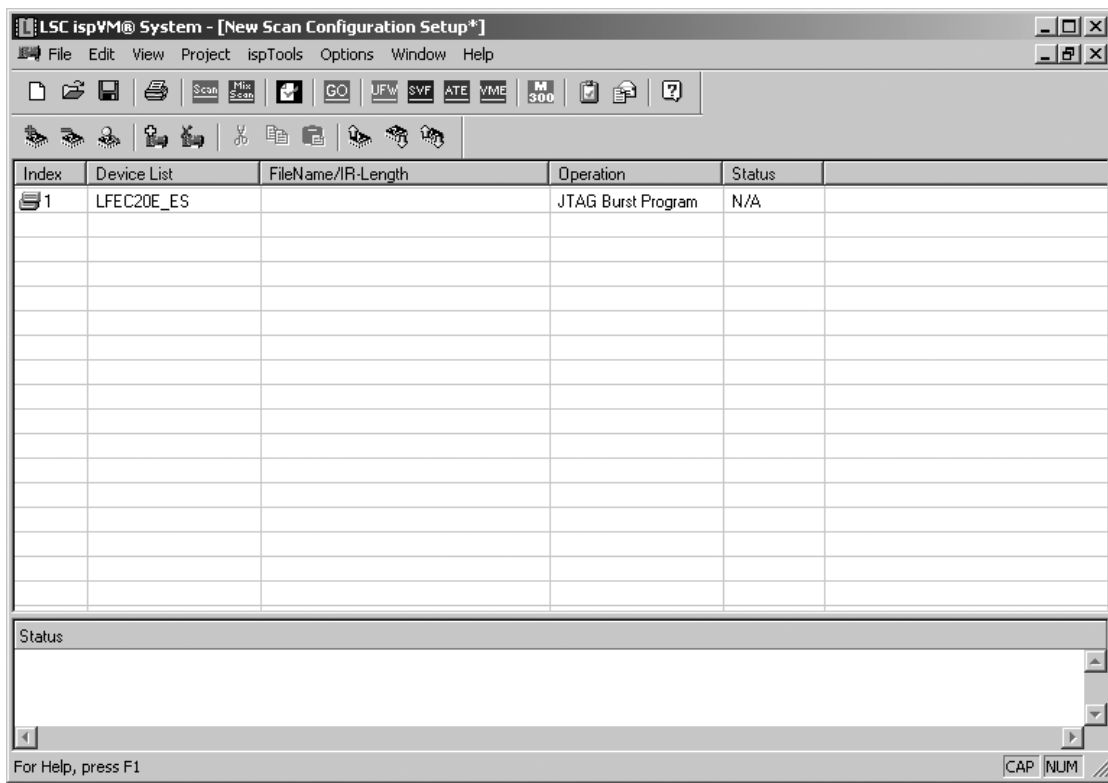 LSC ispVM® System - [New Scan Configuration Setup*]
File Edit View Project ispTools Options Window Help
Scan Mix Scan GO UFW SVF ATE VME M 300
Index Device List FileName/IR-Length Operation Status
1 LFEC20E_ES JTAG Burst Program N/A
Status
For Help, press F1 CAP NUM